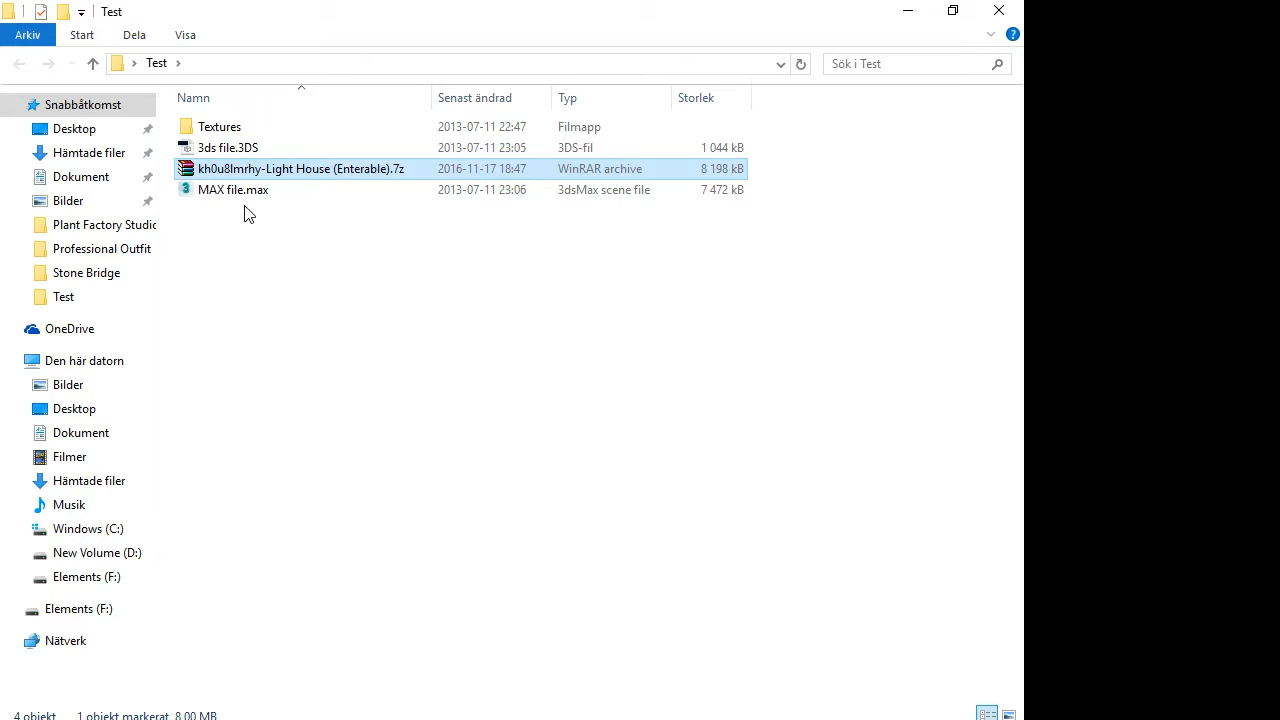 Test
Arkiv Start Dela Visa
Test
Sök i Test
Namn Senast ändrad Typ Storlek
Textures 2013-07-11 22:47 Filmapp
3ds file.3DS 2013-07-11 23:05 3DS-fil 1 044 kB
kh0u8lmrhy-Light House (Enterable).7z 2016-11-17 18:47 WinRAR archive 8 198 kB
MAX file.max 2013-07-11 23:06 3dsMax scene file 7 472 kB
Snabbåtkomst
Desktop
Hämtade filer
Dokument
Bilder
Plant Factory Studio
Professional Outfit
Stone Bridge
Test
OneDrive
Den här datorn
Bilder
Desktop
Dokument
Filmer
Hämtade filer
Musik
Windows (C:)
New Volume (D:)
Elements (F:)
Elements (F:)
Nätverk
4 objekt 1 objekt markerat 8,00 MB